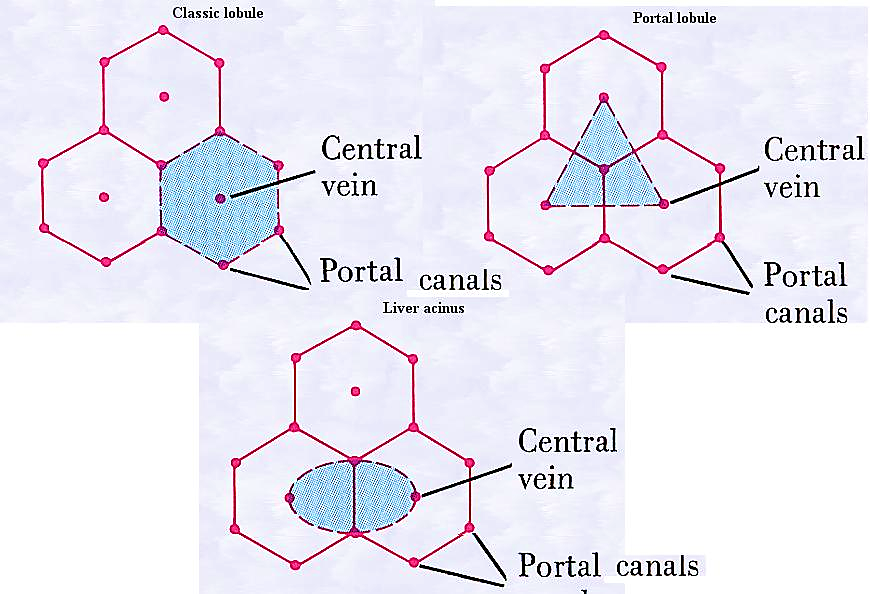 Classic lobule
Central
vein
Portal canals
Portal lobule
Central
vein
Portal
canals
Liver acinus
Central
vein
Portal canals